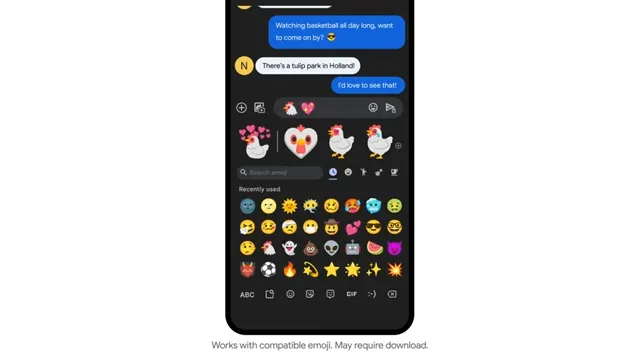 Watching basketball all day long, want
to come on by? 😎
N
There's a tulip park in Holland!
I'd love to see that!
Search emoji
Recently used
ABC
GIF
:-)
Works with compatible emoji. May require download.